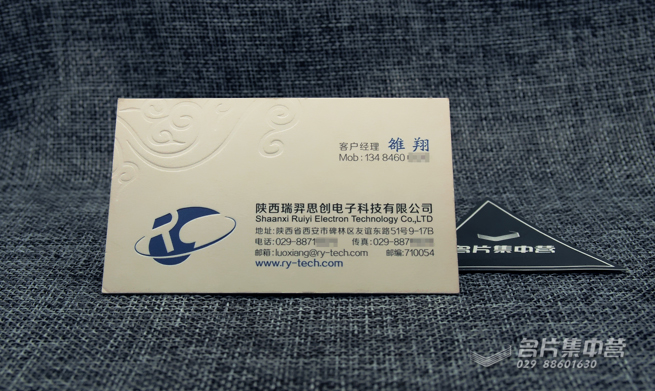 客户经理 雒 翔
Mob : 134 8460
RC
陕西瑞羿思创电子科技有限公司
Shaanxi Ruiyi Electron Technology Co.,LTD
地址:陕西省西安市碑林区友谊东路51号9-17B
电话:029-8871 传真:029-887
邮箱:luoxiang@ry-tech.com 邮编:710054
www.ry-tech.com
名片集中营
名片集中营
029 88601630